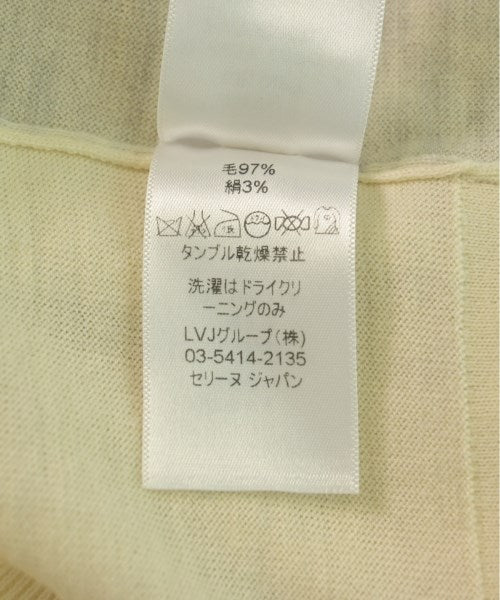 毛97%
絹3%
タンブル乾燥禁止
洗濯はドライクリ
ーニングのみ
LVJグループ(株)
03-5414-2135
セリーヌ ジャパン